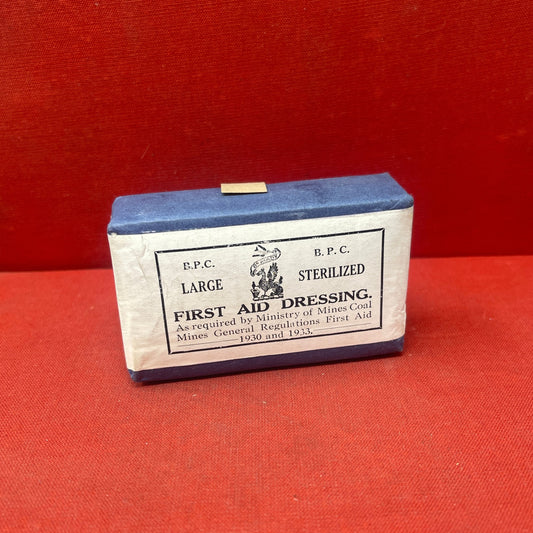 B.P.C. B. P. C.
LARGE STERILIZED
FIRST AID DRESSING.
As required by Ministry of Mines Coal
Mines General Regulations First Aid
1930 and 1933.